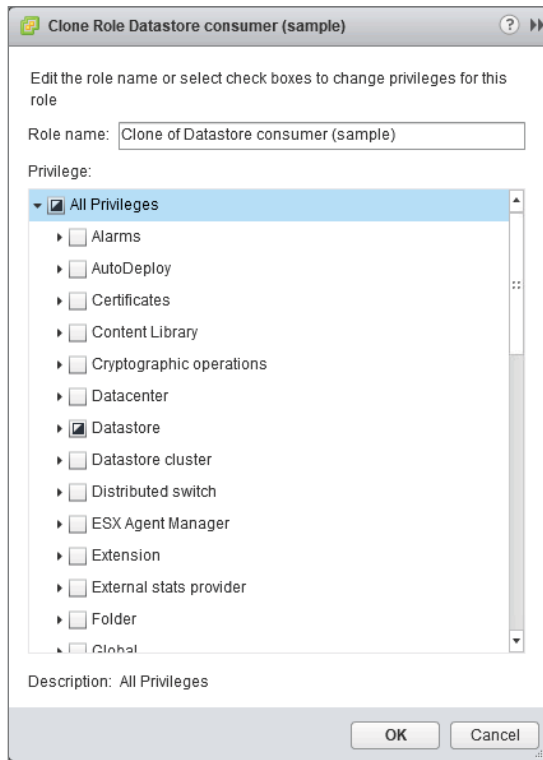 Clone Role Datastore consumer (sample)
?
Edit the role name or select check boxes to change privileges for this
role
Role name: Clone of Datastore consumer (sample)
Privilege:
All Privileges
Alarms
AutoDeploy
Certificates
Content Library
Cryptographic operations
Datacenter
Datastore
Datastore cluster
Distributed switch
ESX Agent Manager
Extension
External stats provider
Folder
Global
Description: All Privileges
OK Cancel